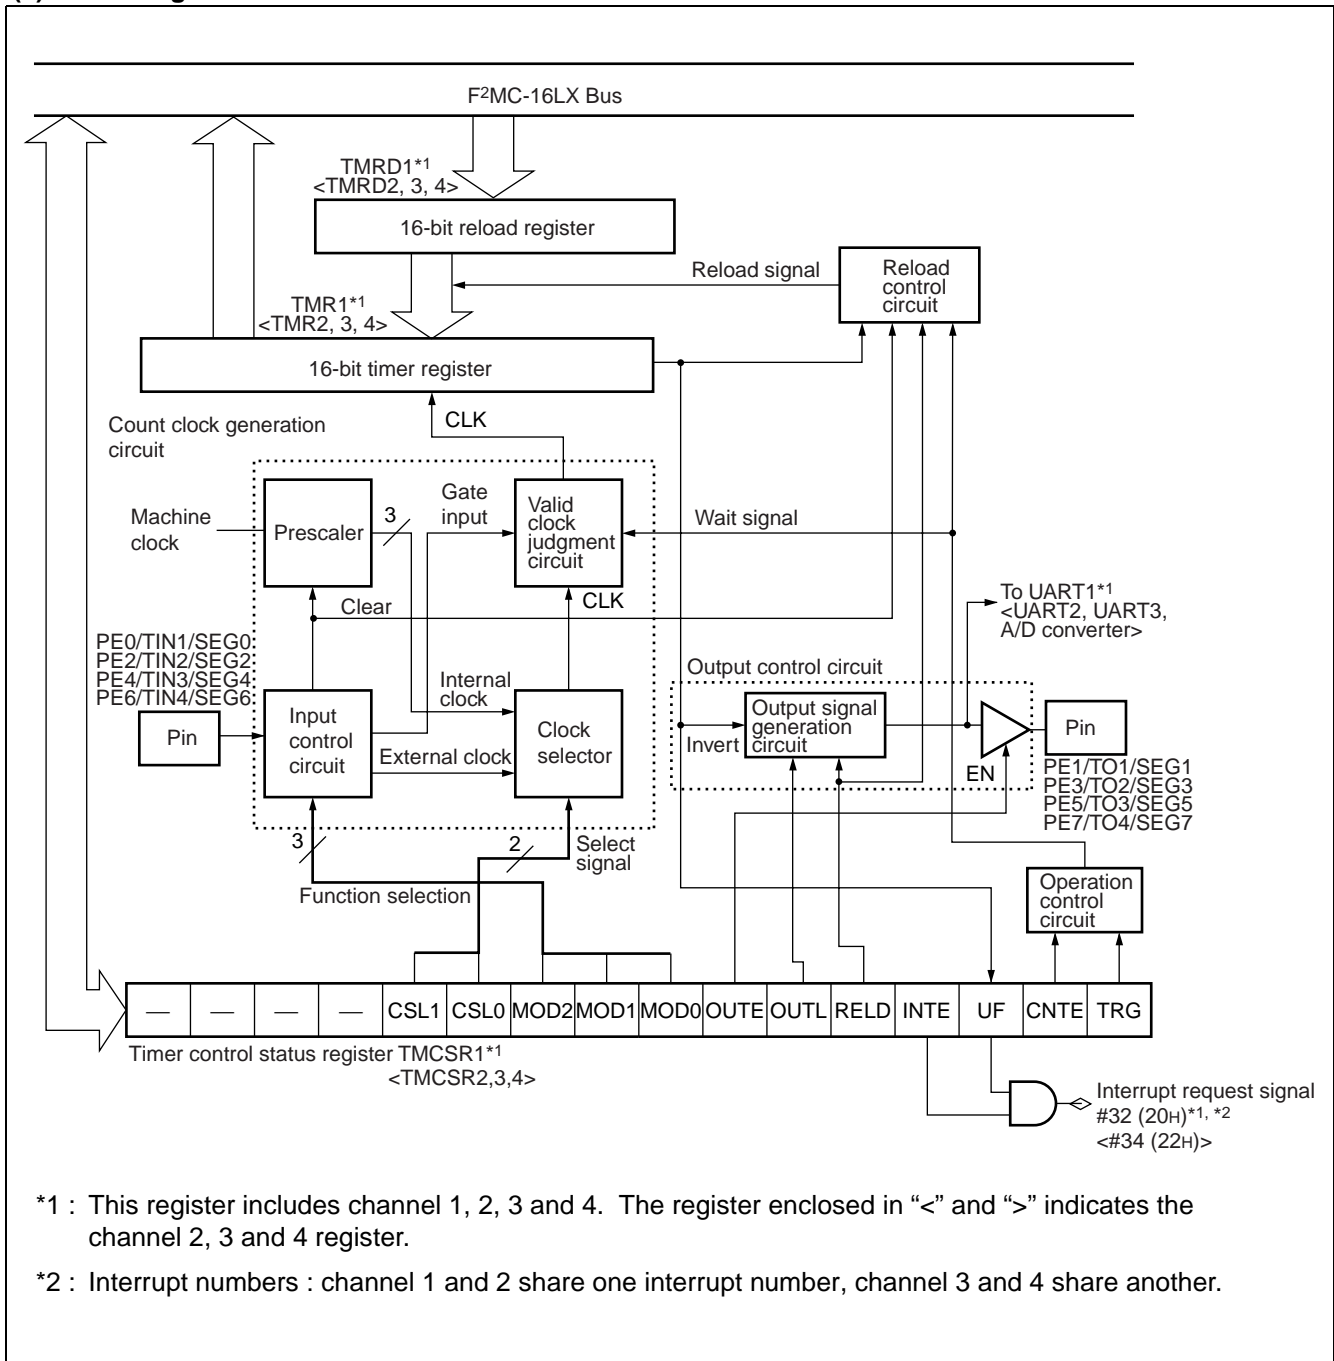 F2MC-16LX Bus
TMRD1*1
<TMRD2, 3, 4>
16-bit reload register
Reload signal
Reload
control
circuit
TMR1*1
<TMR2, 3, 4>
16-bit timer register
Count clock generation
circuit
CLK
Machine
clock
Prescaler
3
Gate
input
Valid
clock
judgment
circuit
Wait signal
Clear
CLK
To UART1*1
<UART2, UART3,
A/D converter>
PE0/TIN1/SEG0
PE2/TIN2/SEG2
PE4/TIN3/SEG4
PE6/TIN4/SEG6
Pin
Input
control
circuit
Internal
clock
External clock
Clock
selector
Output control circuit
Invert
Output signal
generation
circuit
EN
Pin
PE1/TO1/SEG1
PE3/TO2/SEG3
PE5/TO3/SEG5
PE7/TO4/SEG7
3
2
Select
signal
Function selection
Operation
control
circuit
— — — — CSL1 CSL0 MOD2 MOD1 MOD0 OUTE OUTL RELD INTE UF CNTE TRG
Timer control status register TMCSR1*1
<TMCSR2,3,4>
Interrupt request signal
#32 (20H)*1, *2
<#34 (22H)>
*1 : This register includes channel 1, 2, 3 and 4. The register enclosed in “<” and “>” indicates the
channel 2, 3 and 4 register.
*2 : Interrupt numbers : channel 1 and 2 share one interrupt number, channel 3 and 4 share another.